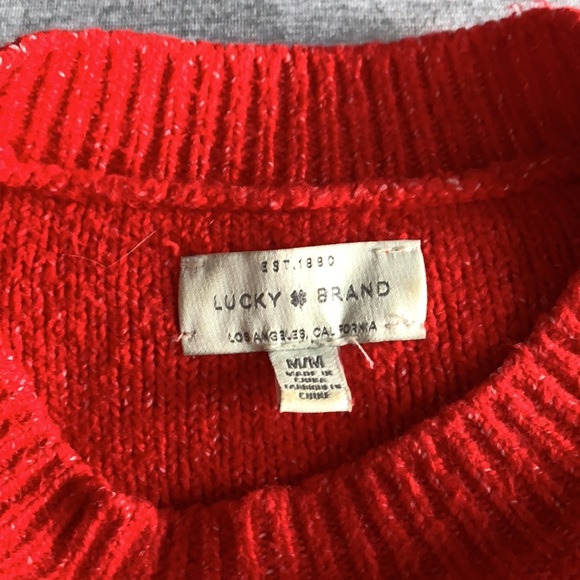 EST.1990
LUCKY BRAND
LOS ANGELES, CALIFORNIA
M/M
MADE IN
CHINA
FABRIQUE EN
CHINE